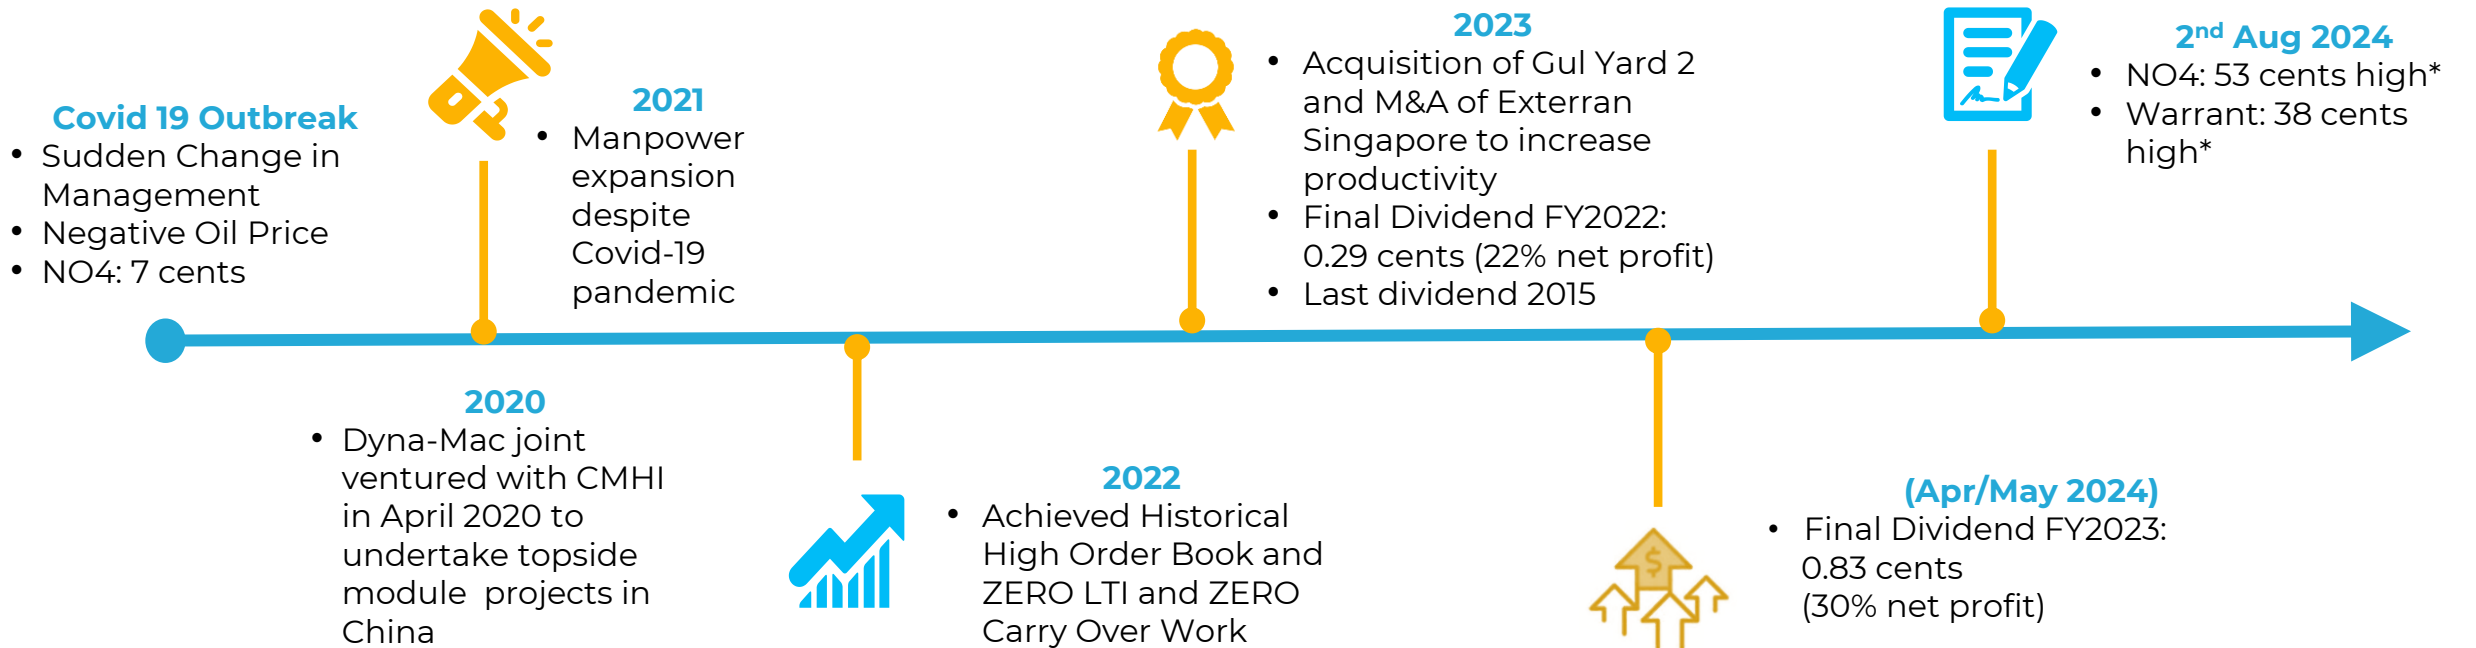 Covid 19 Outbreak
• Sudden Change in
Management
• Negative Oil Price
• NO4: 7 cents
2020
• Dyna-Mac joint
ventured with CMHI
in April 2020 to
undertake topside
module projects in
China
2021
• Manpower
expansion
despite
Covid-19
pandemic
2022
• Achieved Historical
High Order Book and
ZERO LTI and ZERO
Carry Over Work
2023
• Acquisition of Gul Yard 2
and M&A of Exterran
Singapore to increase
productivity
• Final Dividend FY2022:
0.29 cents (22% net profit)
• Last dividend 2015
$
(Apr/May 2024)
• Final Dividend FY2023:
0.83 cents
(30% net profit)
2nd Aug 2024
• NO4: 53 cents high*
• Warrant: 38 cents
high*